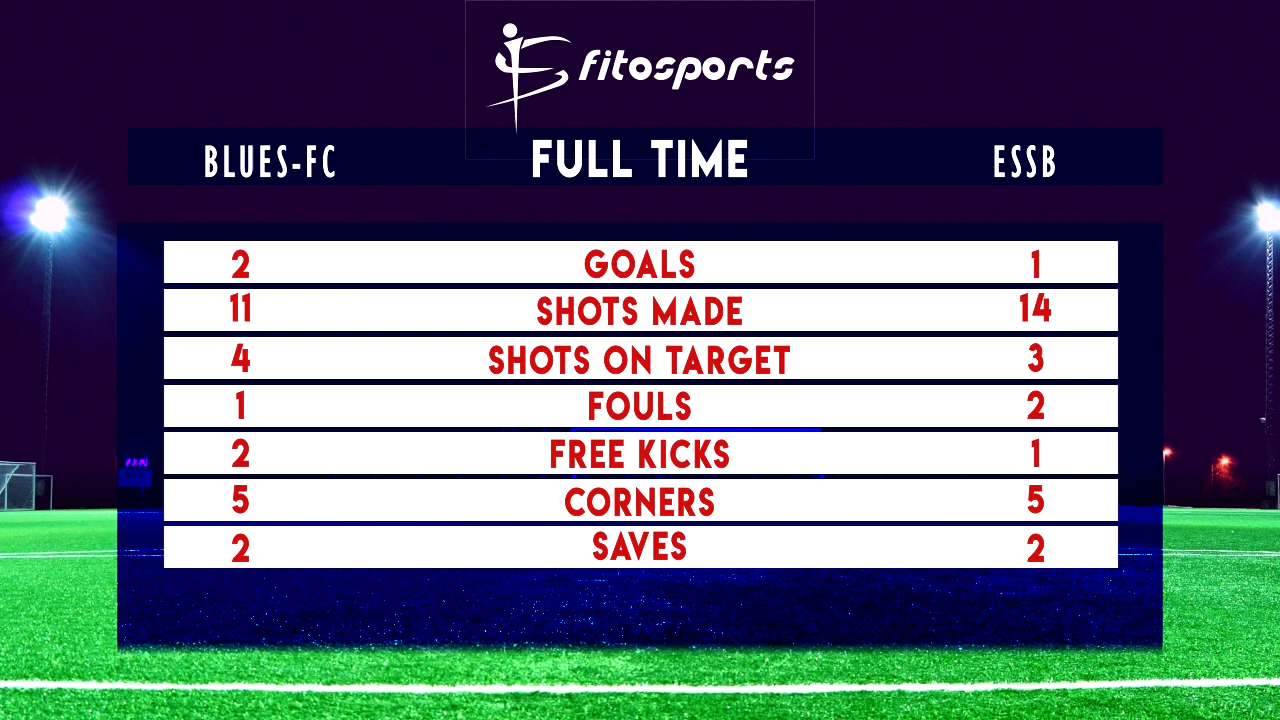 fitosports
BLUES-FC FULL TIME ESSB
2 GOALS 1
11 SHOTS MADE 14
4 SHOTS ON TARGET 3
1 FOULS 2
2 FREE KICKS 1
5 CORNERS 5
2 SAVES 2